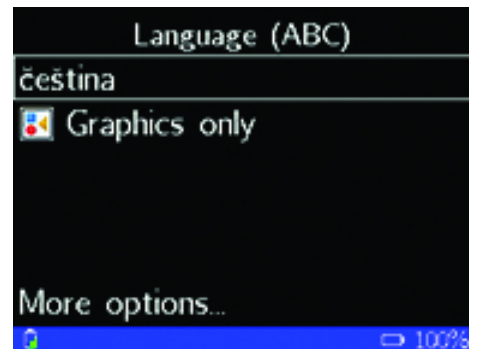 Language (ABC)
čeština
Graphics only
More options...
100%